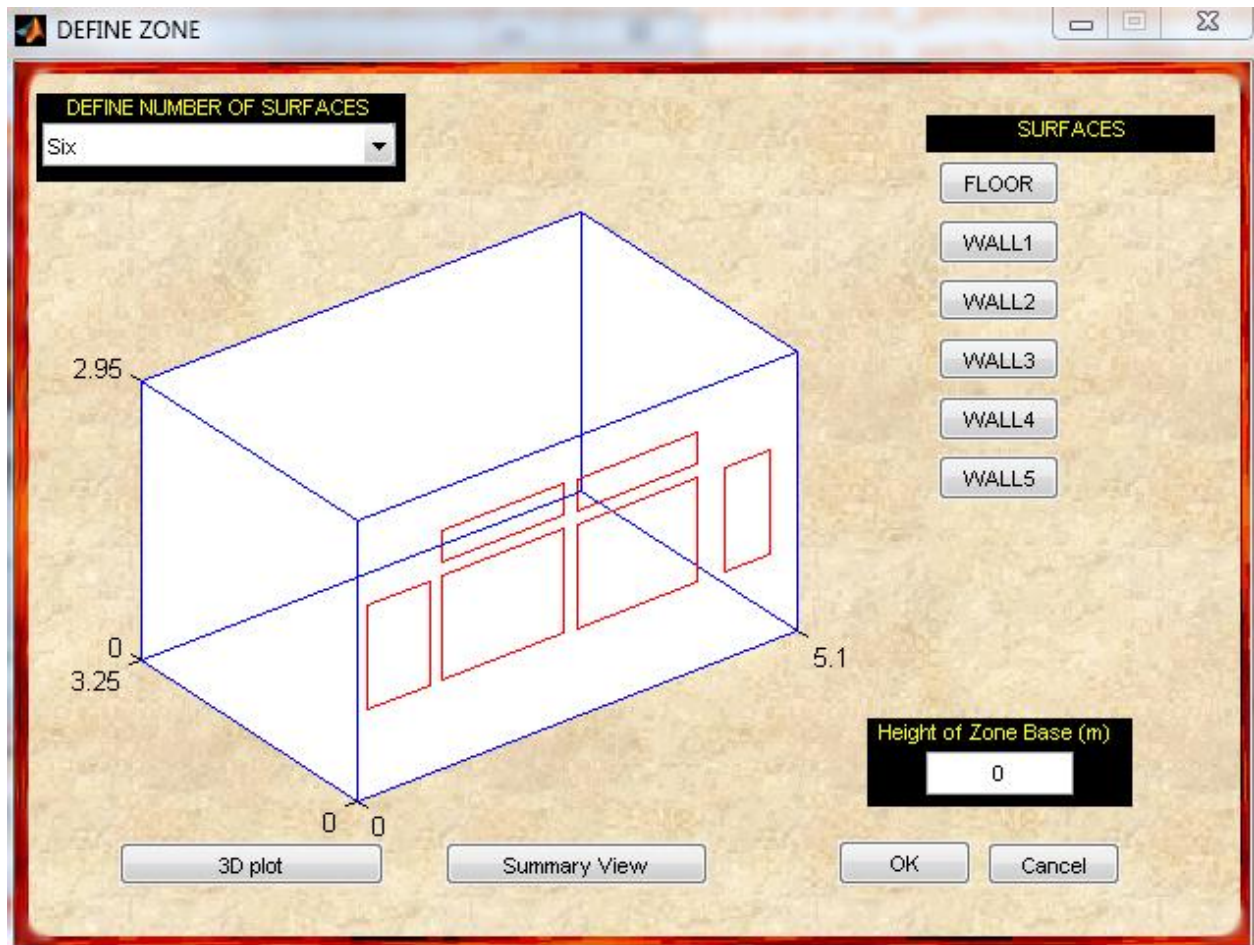 DEFINE ZONE
DEFINE NUMBER OF SURFACES
Six
SURFACES
FLOOR
WALL1
WALL2
WALL3
WALL4
WALL5
2.95
0
3.25
0
0
5.1
Height of Zone Base (m)
0
3D plot
Summary View
OK
Cancel